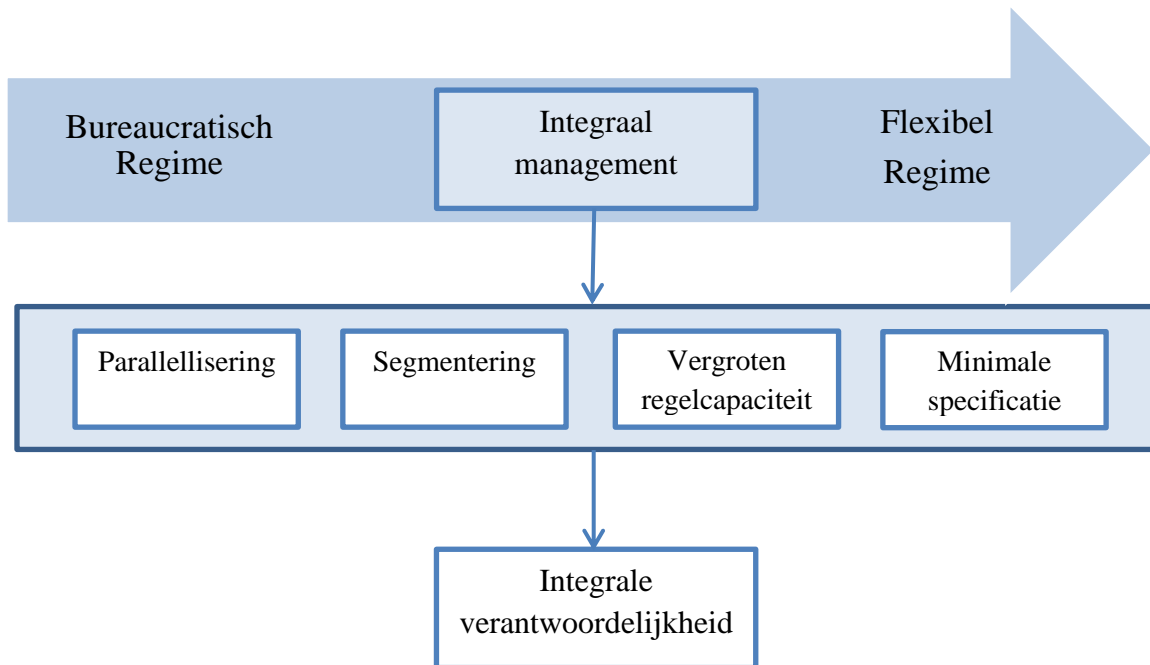 Bureaucratisch
Regime
Integraal
management
Flexibel
Regime
Parallellisering
Segmentering
Vergroten
regelcapaciteit
Minimale
specificatie
Integrale
verantwoordelijkheid